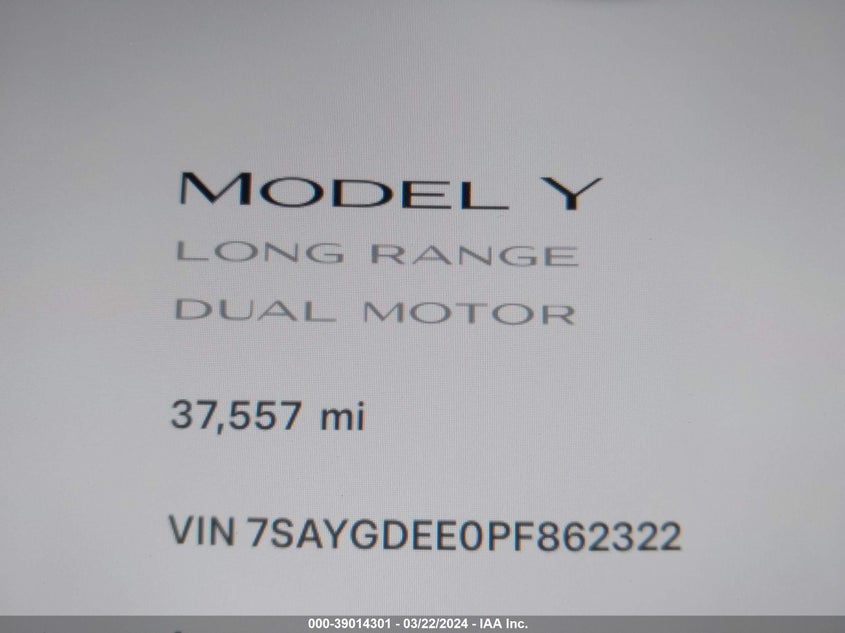 MODEL Y
LONG RANGE
DUAL MOTOR
37,557 mi
VIN 7SAYGDEE0PF862322
000-39014301 - 03/22/2024 - IAA Inc.